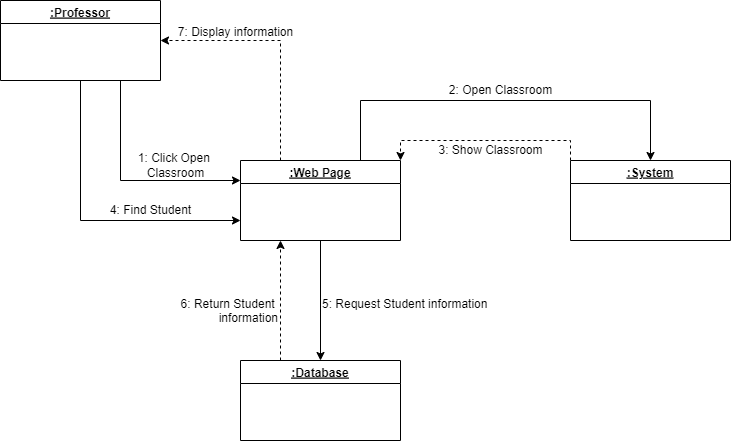 :Professor
7: Display information
2: Open Classroom
3: Show Classroom
1: Click Open
Classroom
:Web Page
:System
4: Find Student
6: Return Student
information
5: Request Student information
:Database